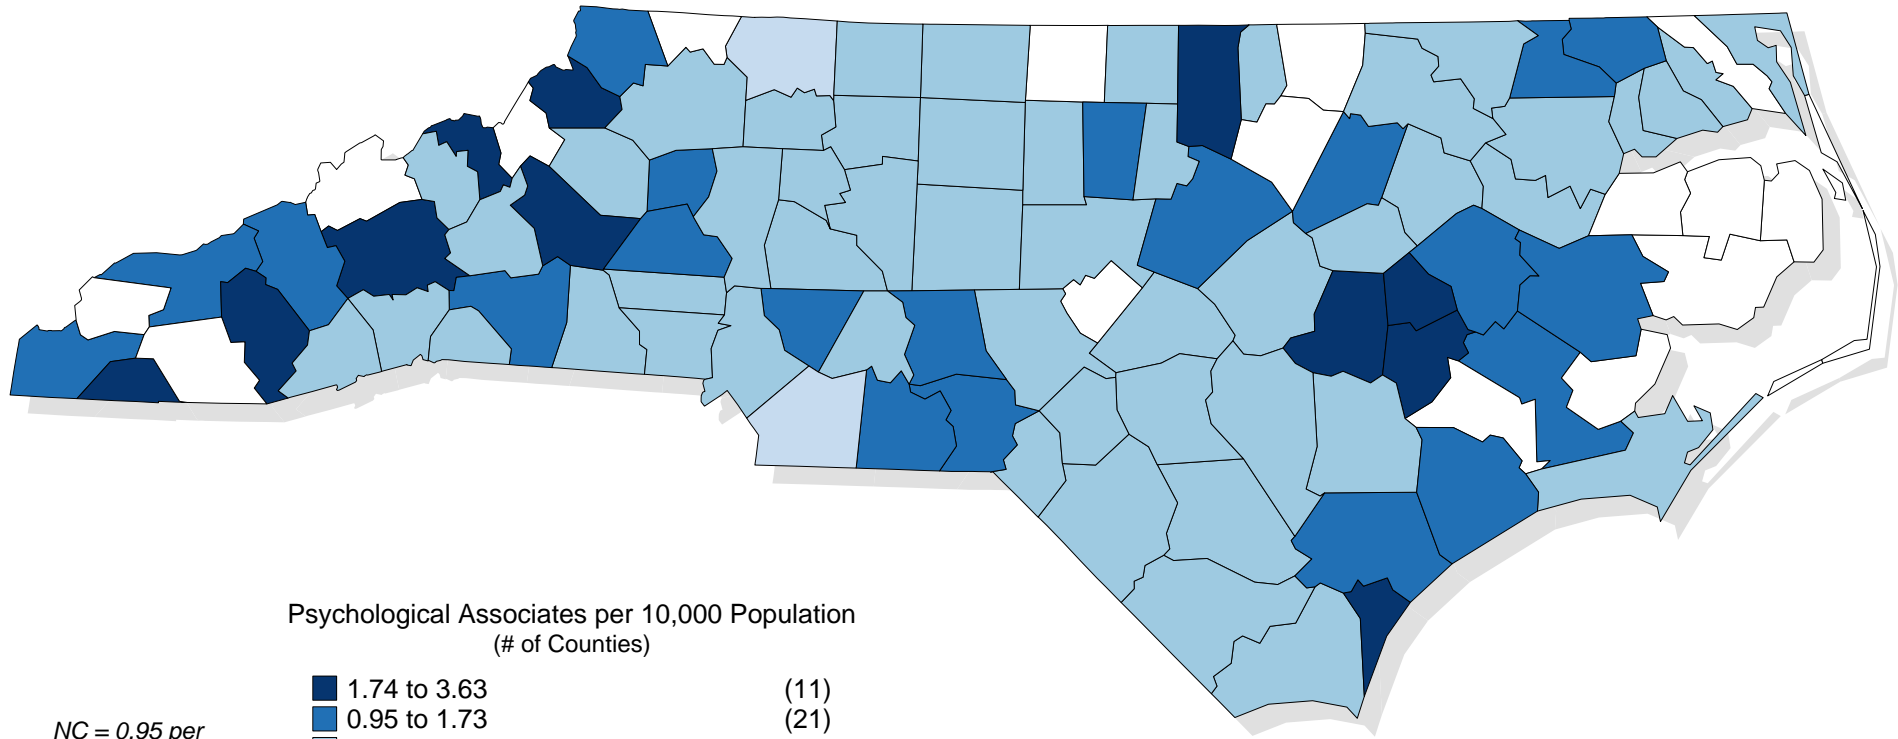 Psychological Associates per 10,000 Population
(# of Counties)
1.74 to 3.63 (11)
0.95 to 1.73 (21)
NC = 0.95 per